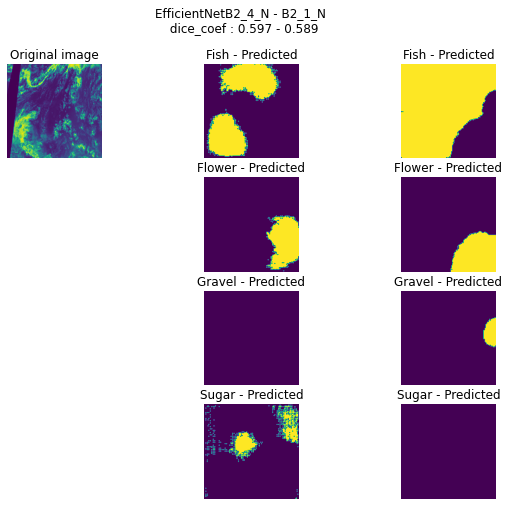 EfficientNetB2_4_N - B2_1_N
dice_coef : 0.597 - 0.589
Original image
Fish - Predicted
Fish - Predicted
Flower - Predicted
Flower - Predicted
Gravel - Predicted
Gravel - Predicted
Sugar - Predicted
Sugar - Predicted